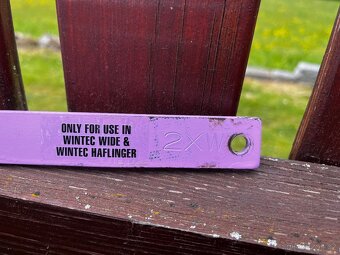 ONLY FOR USE IN
WINTEC WIDE &
WINTEC HAFLINGER
2XW